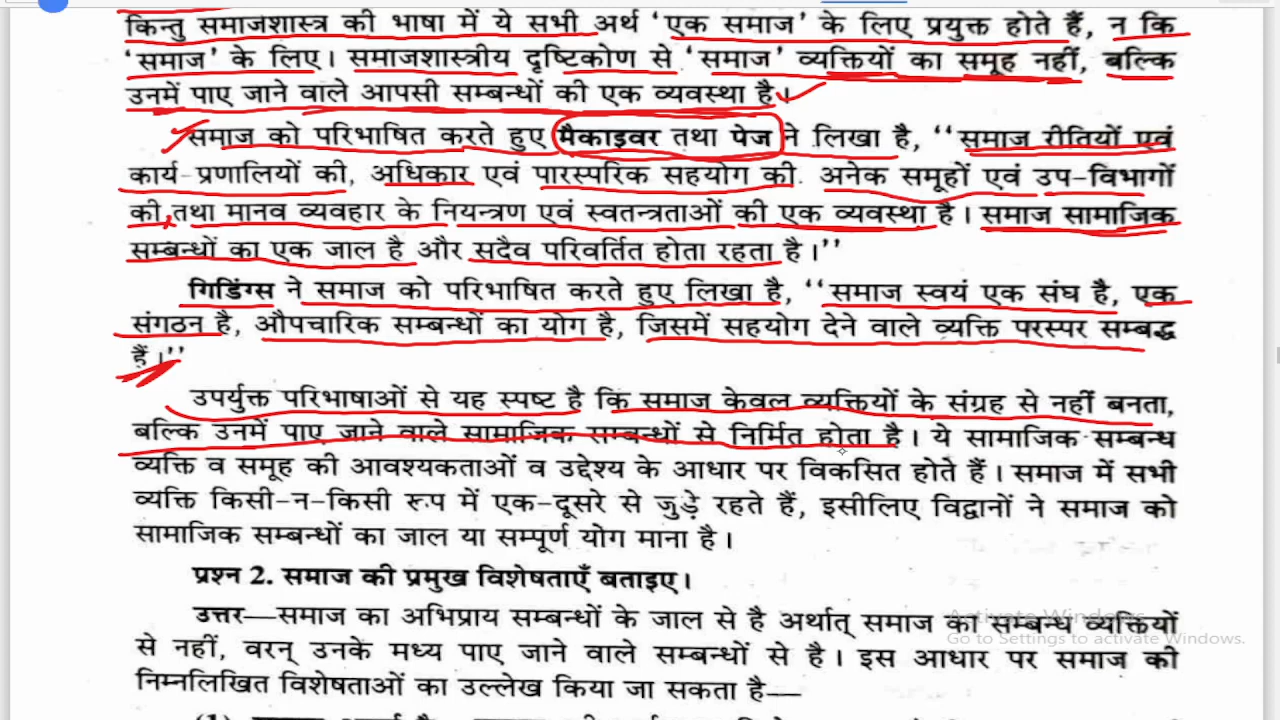 किन्तु समाजशास्त्र की भाषा में ये सभी अर्थ ‘एक समाज’ के लिए प्रयुक्त होते हैं, न कि
‘समाज’ के लिए। समाजशास्त्रीय दृष्टिकोण से ‘समाज’ व्यक्तियों का समूह नहीं, बल्कि
उनमें पाए जाने वाले आपसी सम्बन्धों की एक व्यवस्था है।
समाज को परिभाषित करते हुए मैकाइवर तथा पेज ने लिखा है, ‘‘समाज रीतियों एवं
कार्य-प्रणालियों की, अधिकार एवं पारस्परिक सहयोग की. अनेक समूहों एवं उप-विभागों
की तथा मानव व्यवहार के नियन्त्रण एवं स्वतन्त्रताओं की एक व्यवस्था है। समाज सामाजिक
सम्बन्धों का एक जाल है और सदैव परिवर्तित होता रहता है।’’
गिडिंग्स ने समाज को परिभाषित करते हुए लिखा है, ‘‘समाज स्वयं एक संघ है, एक
संगठन है, औपचारिक सम्बन्धों का योग है, जिसमें सहयोग देने वाले व्यक्ति परस्पर सम्बद्ध
हैं।’’
उपर्युक्त परिभाषाओं से यह स्पष्ट है कि समाज केवल व्यक्तियों के संग्रह से नहीं बनता,
बल्कि उनमें पाए जाने वाले सामाजिक सम्बन्धों से निर्मित होता है। ये सामाजिक सम्बन्ध
व्यक्ति व समूह की आवश्यकताओं व उद्देश्य के आधार पर विकसित होते हैं। समाज में सभी
व्यक्ति किसी-न-किसी रूप में एक-दूसरे से जुड़े रहते हैं, इसीलिए विद्वानों ने समाज को
सामाजिक सम्बन्धों का जाल या सम्पूर्ण योग माना है।
प्रश्न 2. समाज की प्रमुख विशेषताएँ बताइए।
उत्तर—समाज का अभिप्राय सम्बन्धों के जाल से है अर्थात् समाज का सम्बन्ध व्यक्तियों
से नहीं, वरन् उनके मध्य पाए जाने वाले सम्बन्धों से है। इस आधार पर समाज की
निम्नलिखित विशेषताओं का उल्लेख किया जा सकता है—
Activate Windows
Go to Settings to activate Windows.